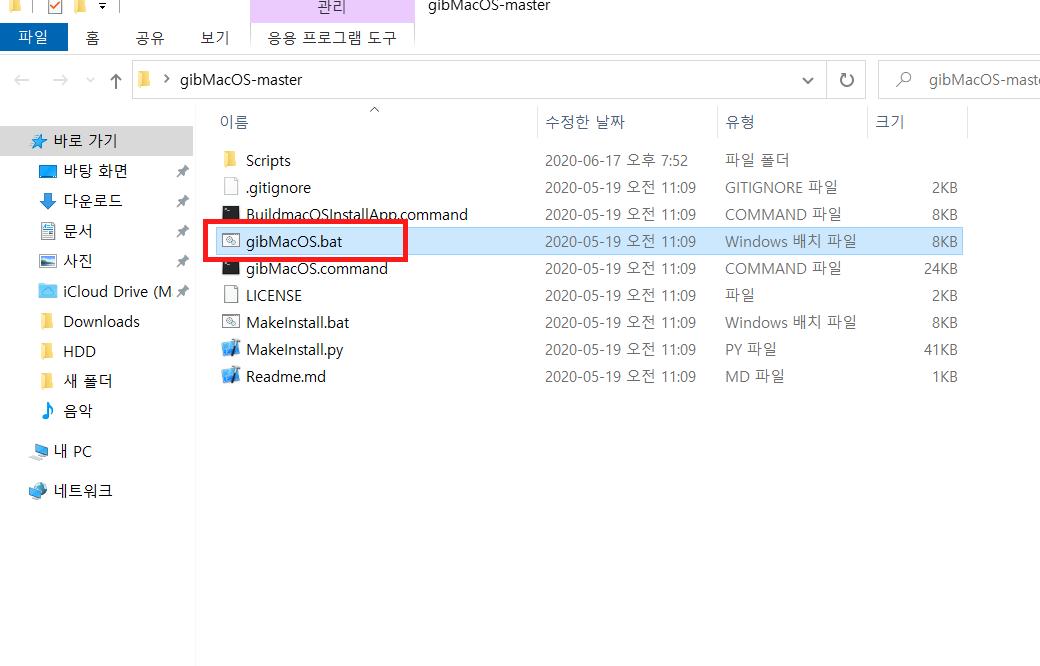 관리
gibMacOS-master
파일 홈 공유 보기 응용 프로그램 도구
gibMacOS-master
이름 수정한 날짜 유형 크기
바로 가기
바탕 화면
다운로드
문서
사진
iCloud Drive (M
Downloads
HDD
새 폴더
음악
내 PC
네트워크
Scripts 2020-06-17 오후 7:52 파일 폴더
.gitignore 2020-05-19 오전 11:09 GITIGNORE 파일 2KB
BuildmacOSInstallApp.command 2020-05-19 오전 11:09 COMMAND 파일 8KB
gibMacOS.bat 2020-05-19 오전 11:09 Windows 배치 파일 8KB
gibMacOS.command 2020-05-19 오전 11:09 COMMAND 파일 24KB
LICENSE 2020-05-19 오전 11:09 파일 2KB
MakeInstall.bat 2020-05-19 오전 11:09 Windows 배치 파일 8KB
MakeInstall.py 2020-05-19 오전 11:09 PY 파일 41KB
Readme.md 2020-05-19 오전 11:09 MD 파일 1KB